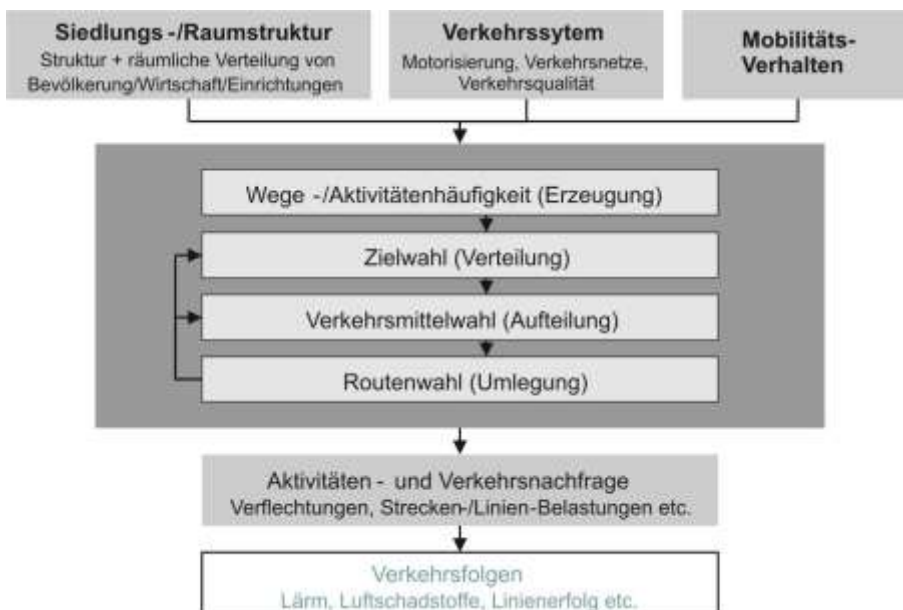 Siedlungs -/Raumstruktur
Struktur + räumliche Verteilung von
Bevölkerung/Wirtschaft/Einrichtungen
Verkehrssytem
Motorisierung, Verkehrsnetze,
Verkehrsqualität
Mobilitäts-
Verhalten
Wege -/Aktivitätenhäufigkeit (Erzeugung)
Zielwahl (Verteilung)
Verkehrsmittelwahl (Aufteilung)
Routenwahl (Umlegung)
Aktivitäten - und Verkehrsnachfrage
Verflechtungen, Strecken-/Linien-Belastungen etc.
Verkehrsfolgen
Lärm, Luftschadstoffe, Linienerfolg etc.